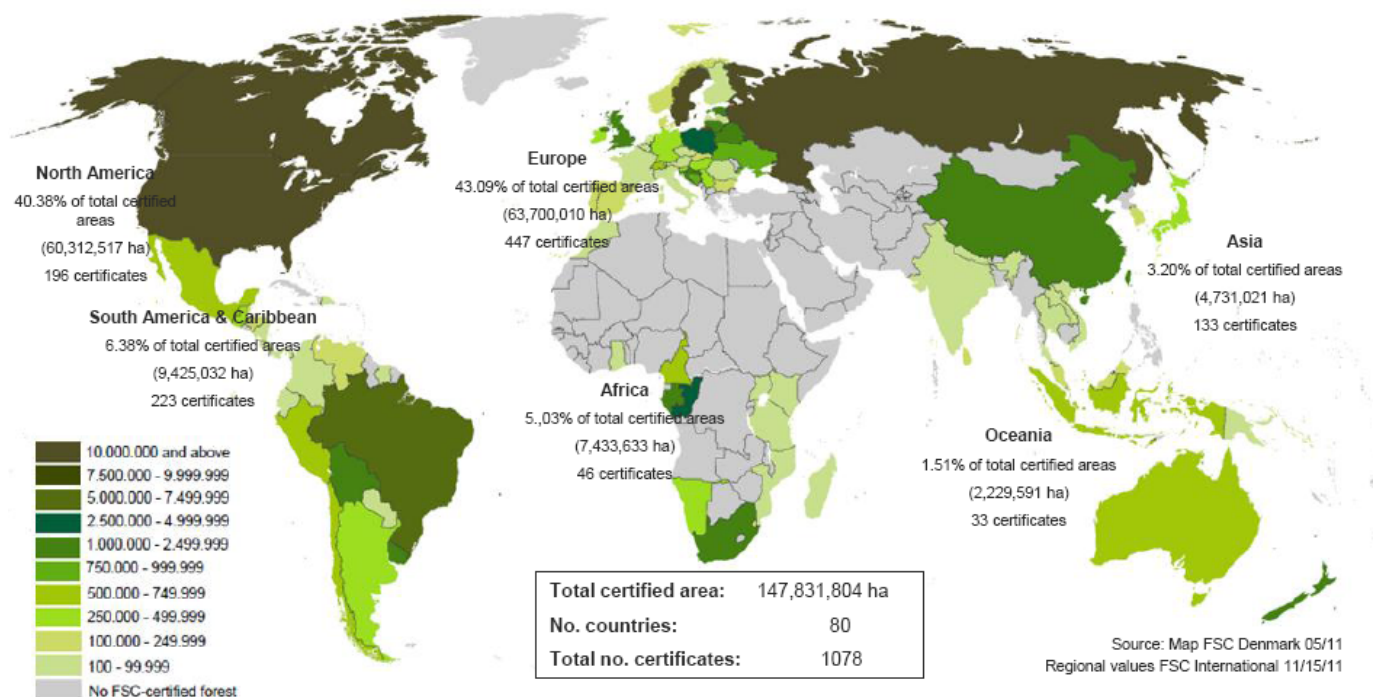 North America
40.38% of total certified
areas
(60,312,517 ha)
196 certificates
South America & Caribbean
6.38% of total certified areas
(9,425,032 ha)
223 certificates
Europe
43.09% of total certified areas
(63,700,010 ha)
447 certificates
Africa
5.,03% of total certified areas
(7,433,633 ha)
46 certificates
Asia
3.20% of total certified areas
(4,731,021 ha)
133 certificates
Oceania
1.51% of total certified areas
(2,229,591 ha)
33 certificates
10.000.000 and above
7.500.000 - 9.999.999
5.000.000 - 7.499.999
2.500.000 - 4.999.999
1.000.000 - 2.499.999
750.000 - 999.999
500.000 - 749.999
250.000 - 499.999
100.000 - 249.999
100 - 99.999
No FSC-certified forest
Total certified area: 147,831,804 ha
No. countries: 80
Total no. certificates: 1078
Source: Map FSC Denmark 05/11
Regional values FSC International 11/15/11